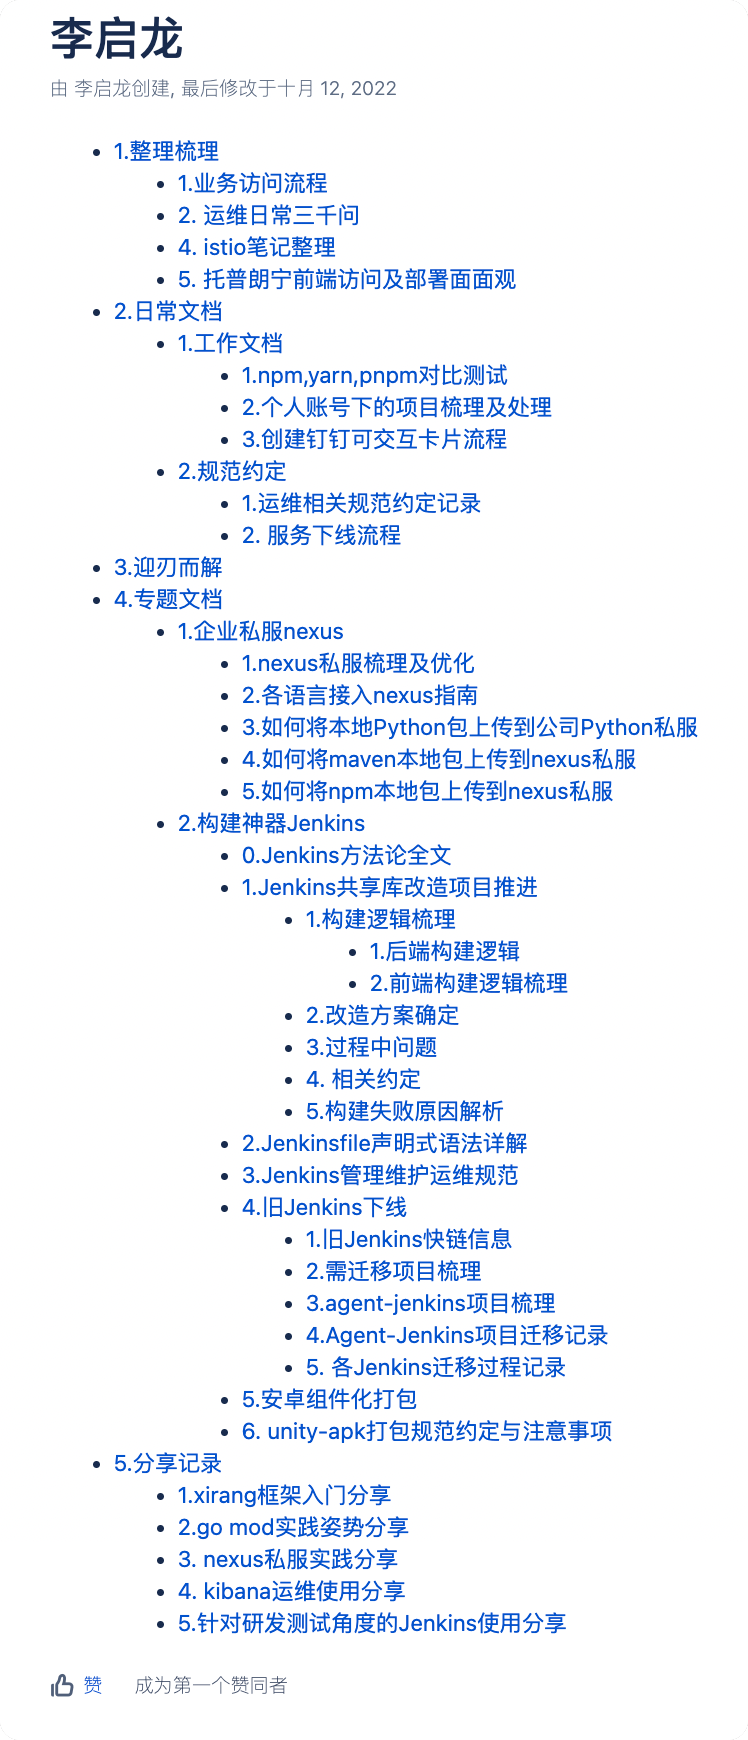 李启龙
由 李启龙创建, 最后修改于十月 12, 2022
1.整理梳理
1.业务访问流程
2. 运维日常三千问
4. istio笔记整理
5. 托普朗宁前端访问及部署面面观
2.日常文档
1.工作文档
1.npm,yarn,pnpm对比测试
2.个人账号下的项目梳理及处理
3.创建钉钉可交互卡片流程
2.规范约定
1.运维相关规范约定记录
2. 服务下线流程
3.迎刃而解
4.专题文档
1.企业私服nexus
1.nexus私服梳理及优化
2.各语言接入nexus指南
3.如何将本地Python包上传到公司Python私服
4.如何将maven本地包上传到nexus私服
5.如何将npm本地包上传到nexus私服
2.构建神器Jenkins
0.Jenkins方法论全文
1.Jenkins共享库改造项目推进
1.构建逻辑梳理
1.后端构建逻辑
2.前端构建逻辑梳理
2.改造方案确定
3.过程中问题
4. 相关约定
5.构建失败原因解析
2.Jenkinsfile声明式语法详解
3.Jenkins管理维护运维规范
4.旧Jenkins下线
1.旧Jenkins快链信息
2.需迁移项目梳理
3.agent-jenkins项目梳理
4.Agent-Jenkins项目迁移记录
5. 各Jenkins迁移过程记录
5.安卓组件化打包
6. unity-apk打包规范约定与注意事项
5.分享记录
1.xirang框架入门分享
2.go mod实践姿势分享
3. nexus私服实践分享
4. kibana运维使用分享
5.针对研发测试角度的Jenkins使用分享
赞 成为第一个赞同者